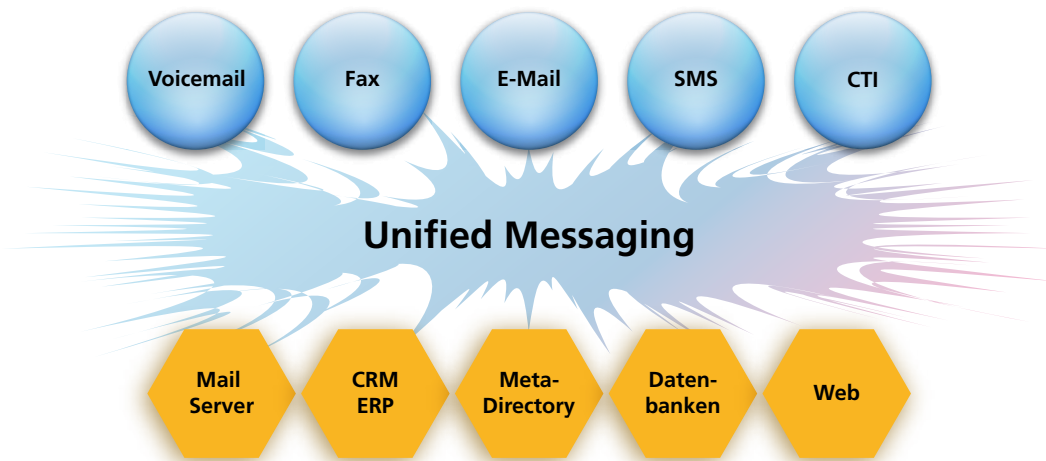 Voicemail
Fax
E-Mail
SMS
CTI
Unified Messaging
Mail
Server
CRM
ERP
Meta-
Directory
Daten-
banken
Web